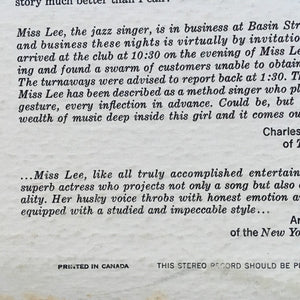 story much better than I can.
Miss Lee, the jazz singer, is in business at Basin Str
and business these nights is virtually by invitatio
arrived at the club at 10:30 on the evening of Miss Le
ing and found a swarm of customers unable to obtain
The turnaways were advised to report back at 1:30. T
Miss Lee has been described as a method singer who pl
gesture, every inflection in advance. Could be, but
wealth of music deep inside this girl and it comes ou
Charles
of T
...Miss Lee, like all truly accomplished entertain
superb actress who projects not only a song but also
ality. Her husky voice throbs with honest emotion a
equipped with a studied and impeccable style...
Ar
of the New Yo
PRINTED IN CANADA
THIS STEREO RECORD SHOULD BE P